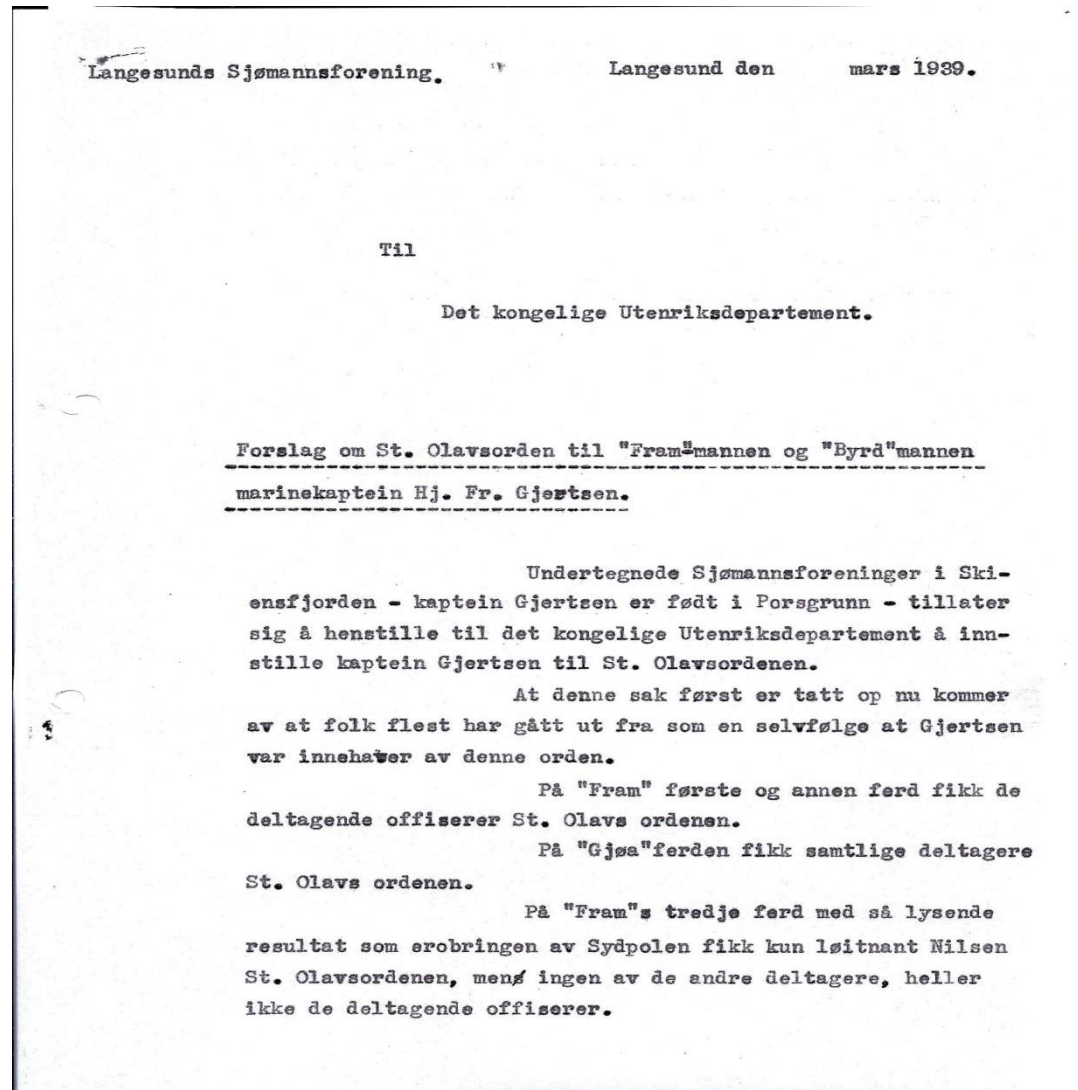 Langesunds Sjømannsforening. Langesund den mars 1939.
Til
Det kongelige Utenriksdepartement.
Forslag om St. Olavsorden til "Fram"mannen og "Byrd"mannen
marinekaptein Hj. Fr. Gjertsen.
Undertegnede Sjømannsforeninger i Ski-
ensfjorden - kaptein Gjertsen er født i Porsgrunn - tillater
sig å henstille til det kongelige Utenriksdepartement å inn-
stille kaptein Gjertsen til St. Olavsordenen.
At denne sak først er tatt op nu kommer
av at folk flest har gått ut fra som en selvfølge at Gjertsen
var innehaver av denne orden.
På "Fram" første og annen ferd fikk de
deltagende offiserer St. Olavs ordenen.
På "Gjøa"ferden fikk samtlige deltagere
St. Olavs ordenen.
På "Fram"s tredje ferd med så lysende
resultat som erobringen av Sydpolen fikk kun løitnant Nilsen
St. Olavsordenen, men ingen av de andre deltagere, heller
ikke de deltagende offiserer.